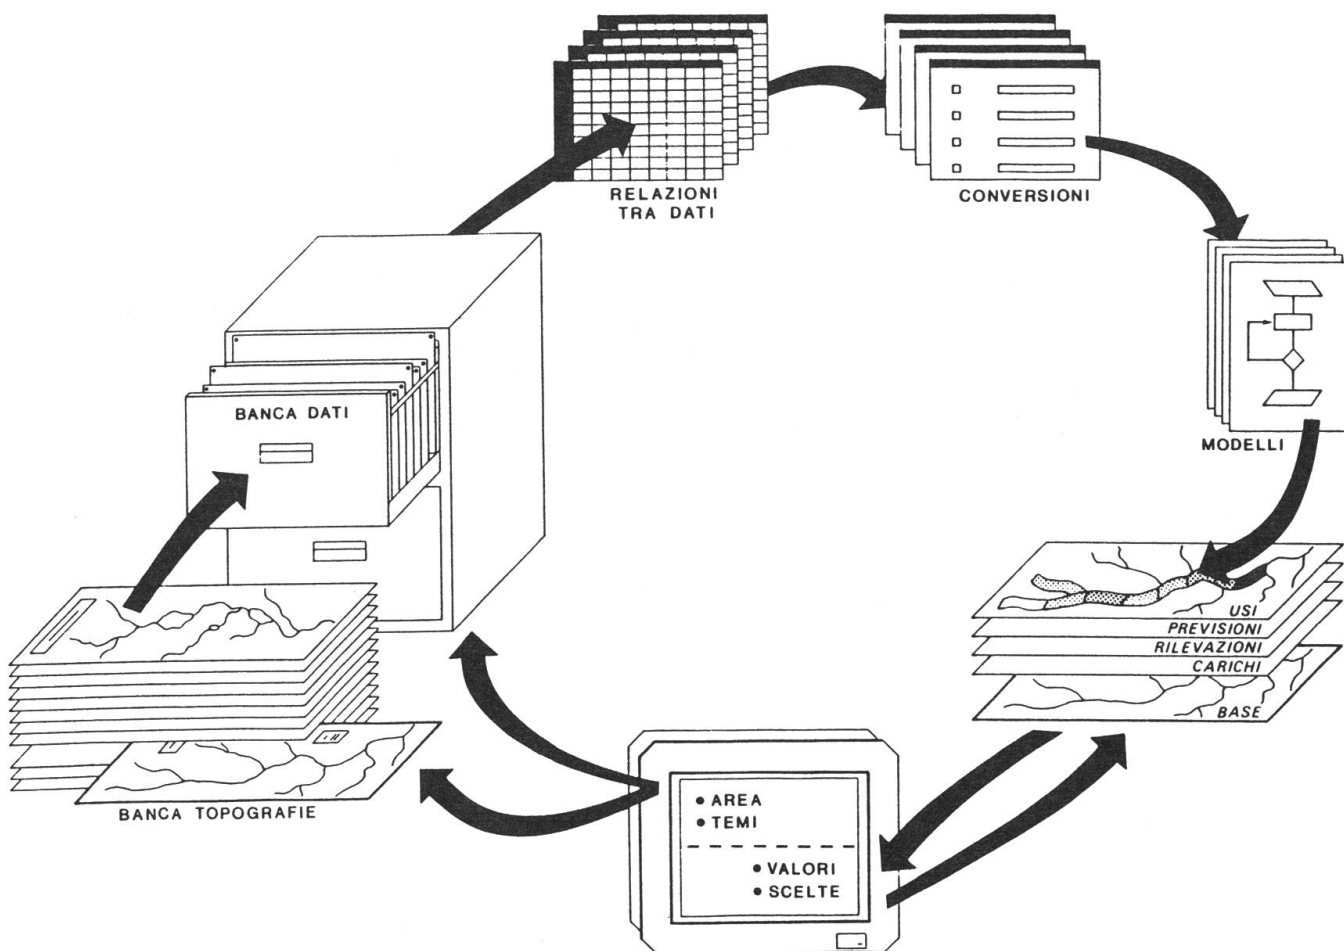 RELAZIONI
TRA DATI
CONVERSIONI
BANCA DATI
MODELLI
USI
PREVISIONI
RILEVAZIONI
CARICHI
BASE
BANCA TOPOGRAFIE
• AREA
• TEMI
• VALORI
• SCELTE